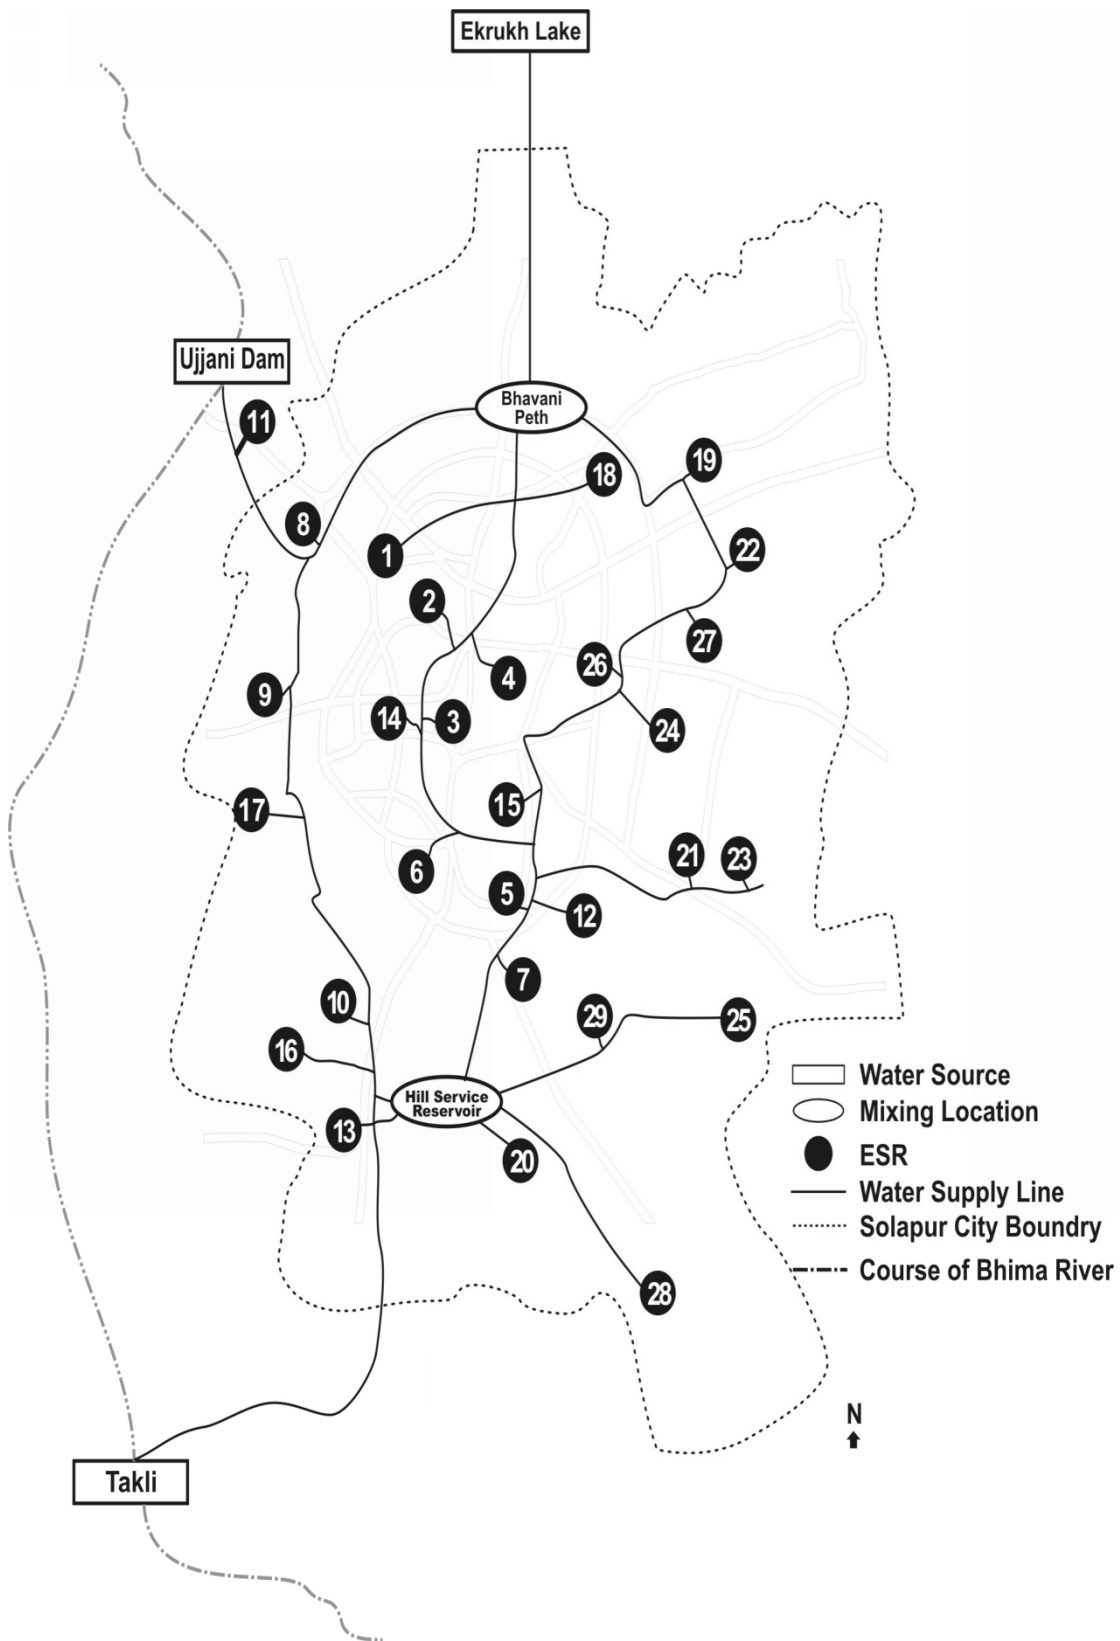 Ekrukh Lake
Ujjani Dam
Bhavani
Peth
11
18
19
8
1
22
2
27
26
4
9
14
3
24
17
15
21
23
6
5
12
7
10
29
25
16
Hill Service
Reservoir
13
20
28
Water Source
Mixing Location
ESR
Water Supply Line
Solapur City Boundry
Course of Bhima River
N
Takli